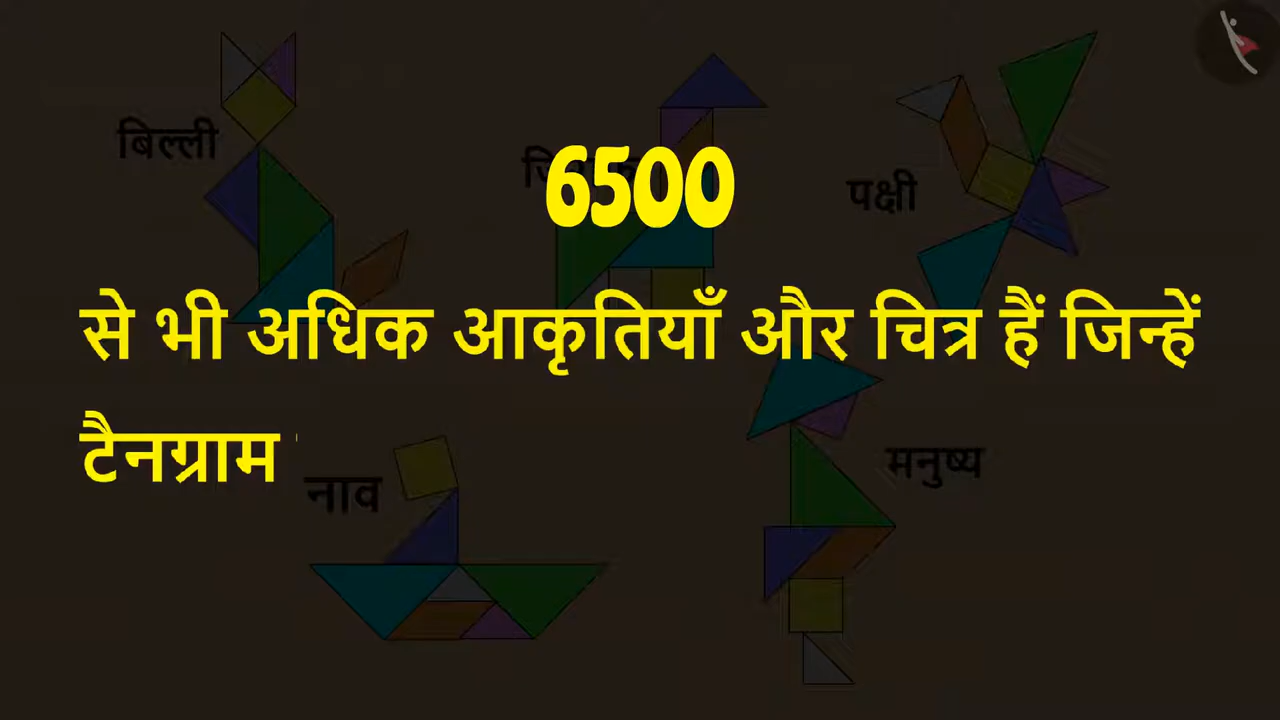 6500
से भी अधिक आकृतियाँ और चित्र हैं जिन्हें
टैनग्राम
बिल्ली
पक्षी
नाव
मनुष्य